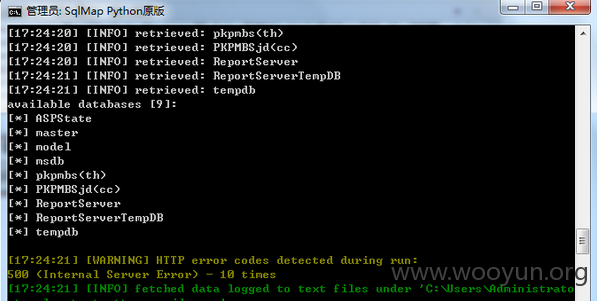 管理员: SqlMap Python原版
[17:24:20] [INFO] retrieved: pkpmbs(th)
[17:24:20] [INFO] retrieved: PKPMBSjd(cc)
[17:24:20] [INFO] retrieved: ReportServer
[17:24:21] [INFO] retrieved: ReportServerTempDB
[17:24:21] [INFO] retrieved: tempdb
available databases [9]:
[*] ASPState
[*] master
[*] model
[*] msdb
[*] pkpmbs(th)
[*] PKPMBSjd(cc)
[*] ReportServer
[*] ReportServerTempDB
[*] tempdb
[17:24:21] [WARNING] HTTP error codes detected during run:
500 (Internal Server Error) - 10 times
[17:24:21] [INFO] fetched data logged to text files under 'C:\Users\Administrato
www.wooyun.org